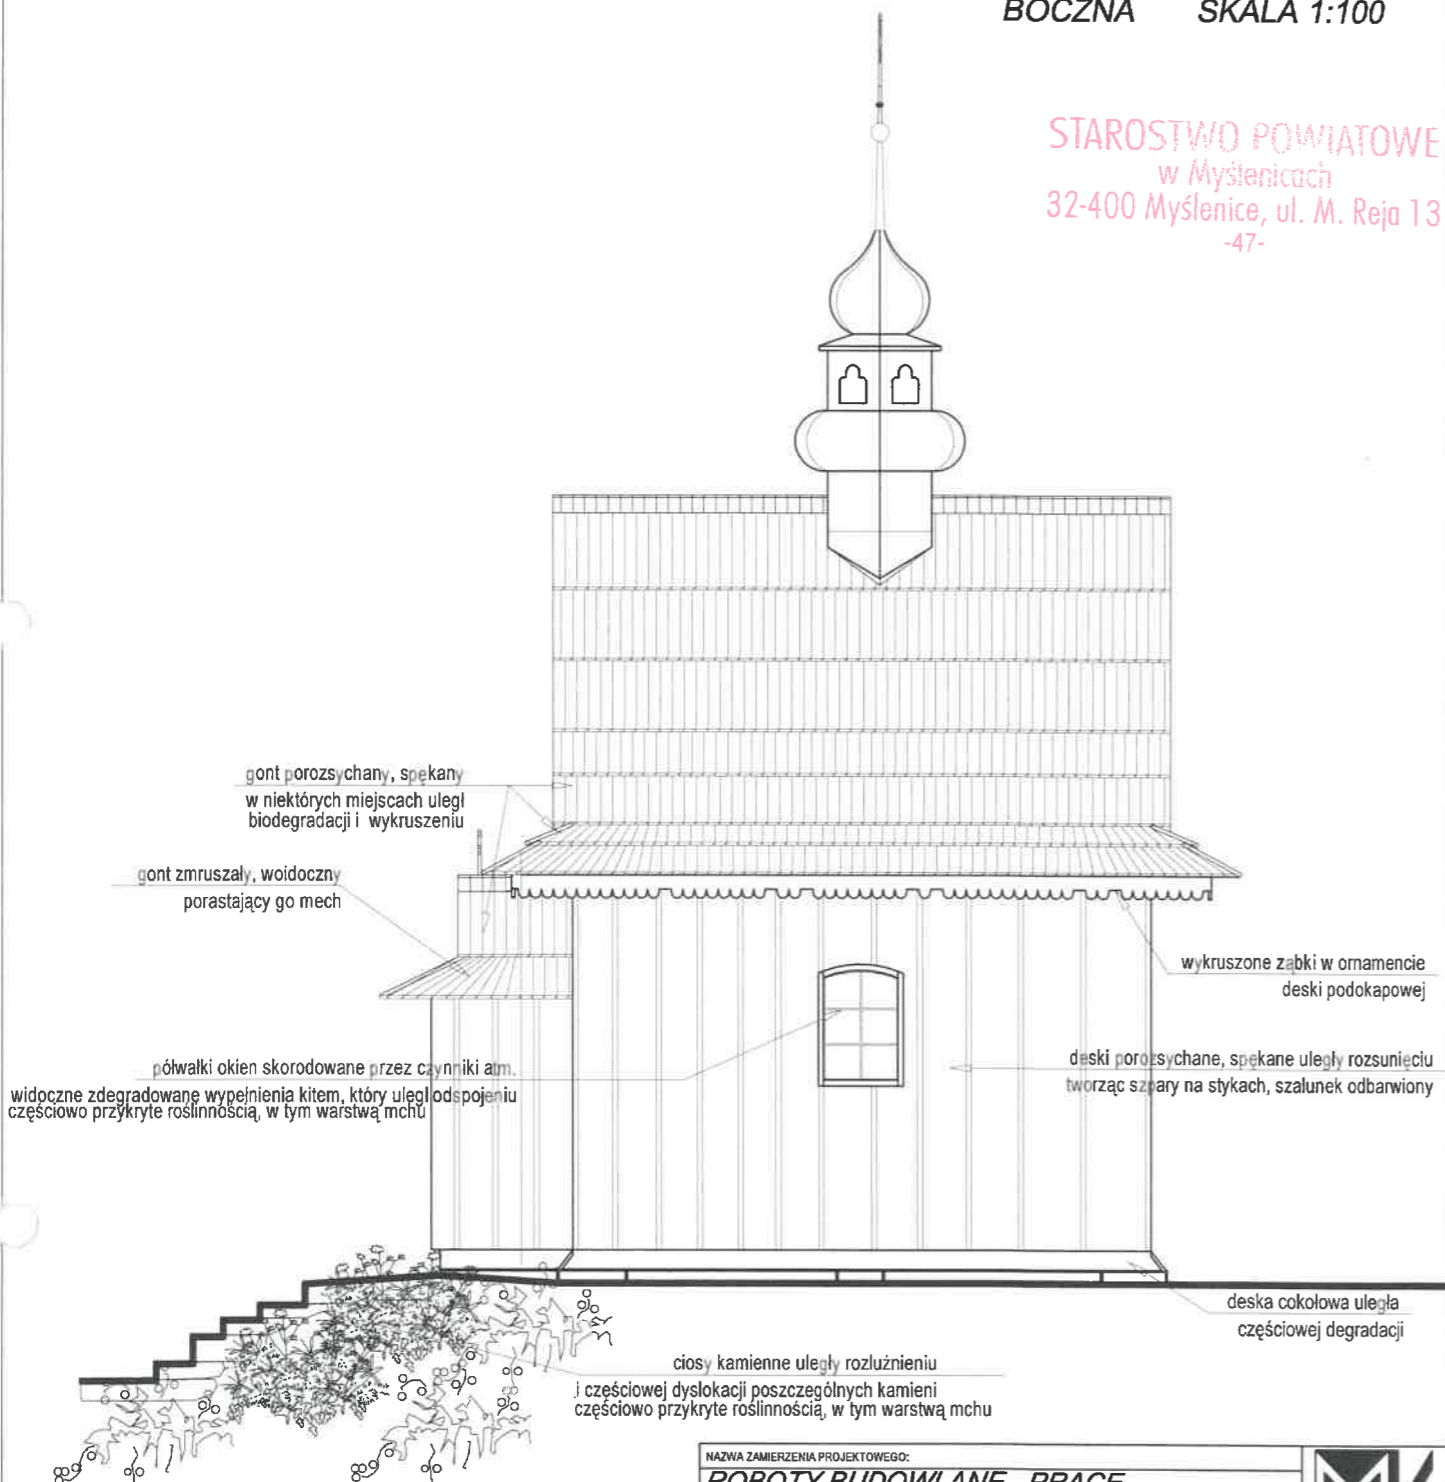 BOCZNA SKALA 1:100
STAROSTWO POWIATOWE
w Myślenicach
32-400 Myślenice, ul. M. Reja 13
-47-
gont porozsychany, spękany
w niektórych miejscach uległ
biodegradacji i wykruszeniu
gont zmruszały, woidoczny
porastający go mech
wykruszone ząbki w ornamencie
deski podokapowej
półwałki okien skorodowane przez czynniki atm.
widoczne zdegradowane wypełnienia kitem, który uległ odspojeniu
częściowo przykryte roślinnością, w tym warstwą mchu
deski porozsychane, spękane uległy rozsunięciu
tworząc szpary na stykach, szalunek odbarwiony
deska cokołowa uległa
częściowej degradacji
ciosy kamienne uległy rozluźnieniu
i częściowej dyslokacji poszczególnych kamieni
częściowo przykryte roślinnością, w tym warstwą mchu
NAZWA ZAMIERZENIA PROJEKTOWEGO:
ROBOTY BUDOWLANE PRACE